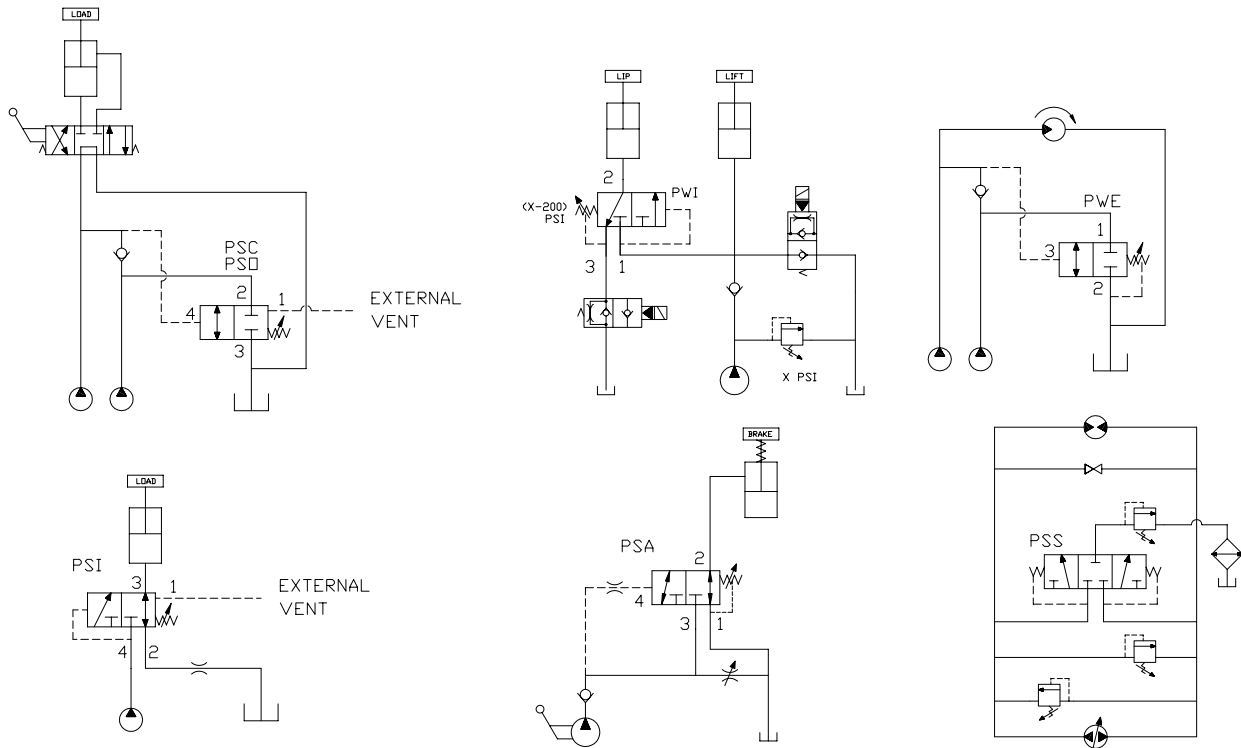 LOAD
PSC
PSO
2
1
4
3
EXTERNAL
VENT
LIP
LIFT
2
PWI
(X-200)
PSI
3
1
X PSI
PWE
1
3
2
LOAD
PSI
3
1
4
2
EXTERNAL
VENT
BRAKE
PSA
2
4
3
1
PSS